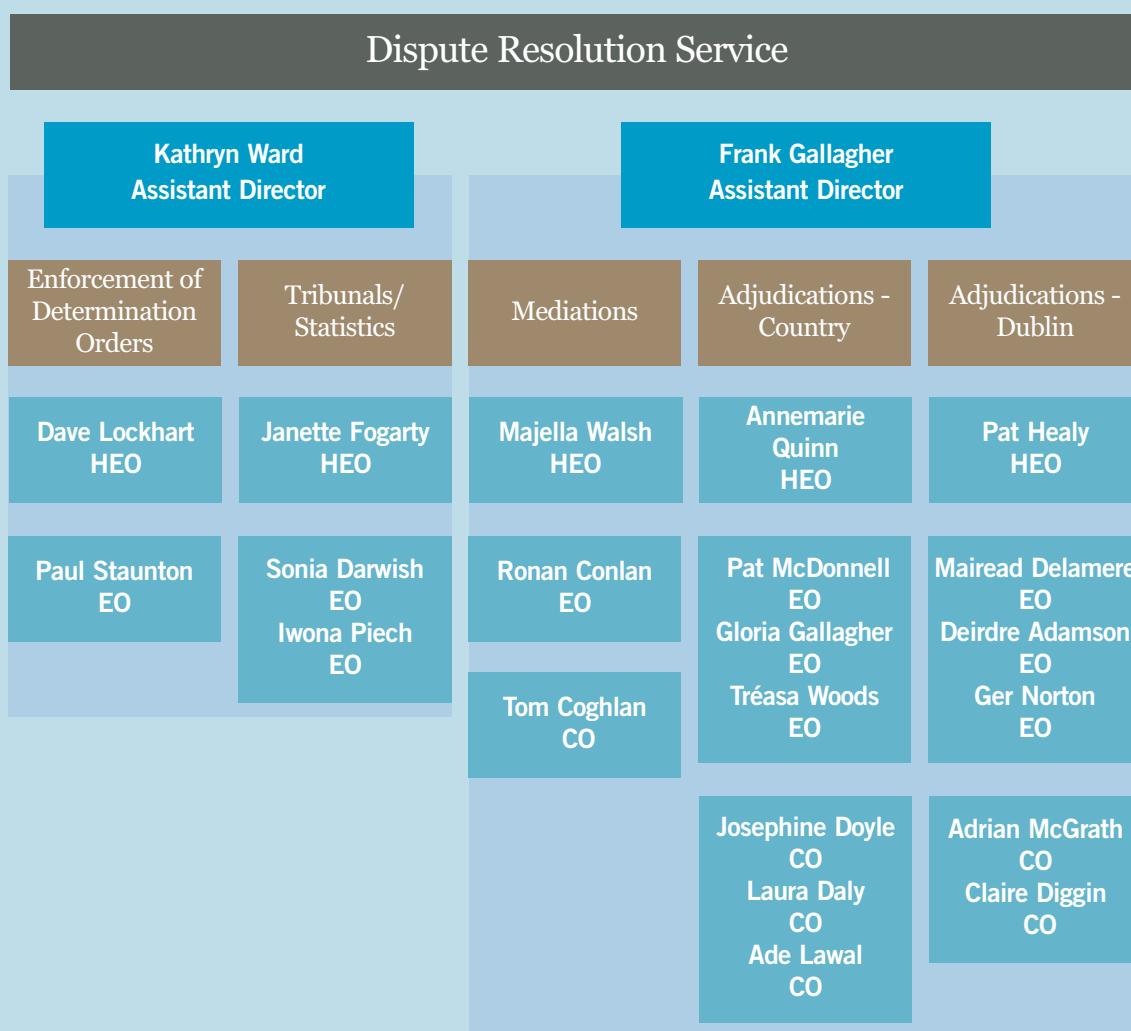 Dispute Resolution Service
Kathryn Ward
Assistant Director
Frank Gallagher
Assistant Director
Enforcement of
Determination
Orders
Tribunals/
Statistics
Mediations
Adjudications -
Country
Adjudications -
Dublin
Dave Lockhart
HEO
Janette Fogarty
HEO
Majella Walsh
HEO
Annemarie
Quinn
HEO
Pat Healy
HEO
Paul Staunton
EO
Sonia Darwish
EO
Iwona Piech
EO
Ronan Conlan
EO
Tom Coghlan
CO
Pat McDonnell
EO
Gloria Gallagher
EO
Tréasa Woods
EO
Mairead Delamere
EO
Deirdre Adamson
EO
Ger Norton
EO
Josephine Doyle
CO
Laura Daly
CO
Ade Lawal
CO
Adrian McGrath
CO
Claire Diggin
CO